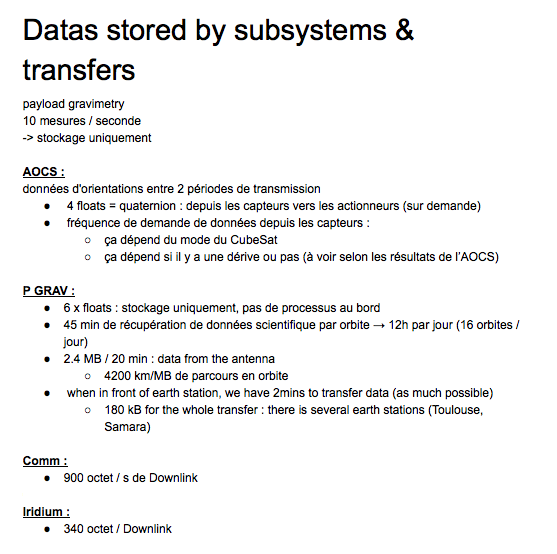 Datas stored by subsystems &
transfers
payload gravimetry
10 mesures / seconde
-> stockage uniquement
AOCS :
données d'orientations entre 2 périodes de transmission
● 4 floats = quaternion : depuis les capteurs vers les actionneurs (sur demande)
● fréquence de demande de données depuis les capteurs :
○ ça dépend du mode du CubeSat
○ ça dépend si il y a une dérive ou pas (à voir selon les résultats de l'AOCS)
P GRAV :
● 6 x floats : stockage uniquement, pas de processus au bord
● 45 min de récupération de données scientifique par orbite → 12h par jour (16 orbites /
jour)
● 2.4 MB / 20 min : data from the antenna
○ 4200 km/MB de parcours en orbite
● when in front of earth station, we have 2mins to transfer data (as much possible)
○ 180 kB for the whole transfer : there is several earth stations (Toulouse,
Samara)
Comm :
● 900 octet / s de Downlink
Iridium :
● 340 octet / Downlink